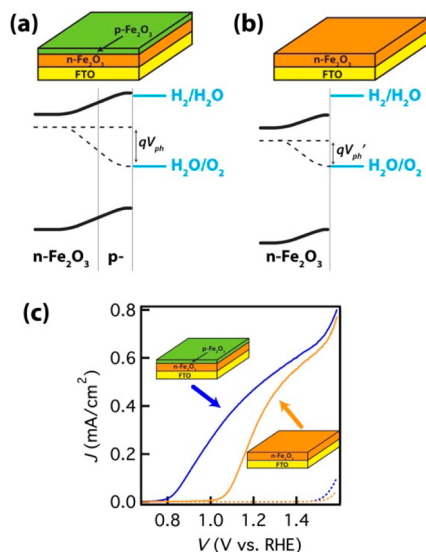 (a)
p-Fe₂O₃
n-Fe₂O₃
FTO
H₂/H₂O
qVₚₕ
H₂O/O₂
n-Fe₂O₃ p-
(b)
n-Fe₂O₃
FTO
H₂/H₂O
qVₚₕ'
H₂O/O₂
n-Fe₂O₃
(c)
J (mA/cm²)
0.8
0.6
0.4
0.2
0.0
p-Fe₂O₃
n-Fe₂O₃
FTO
n-Fe₂O₃
FTO
0.8 1.0 1.2 1.4
V (V vs. RHE)